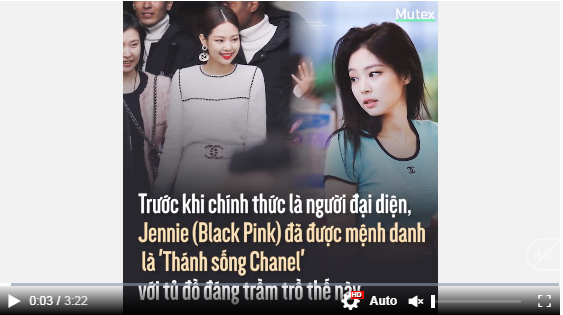 Mutex
Trước khi chính thức là người đại diện,
Jennie (Black Pink) đã được mệnh danh
là 'Thánh sống Chanel'
với tủ đồ đáng trầm trồ thế này
0:03 / 3:22
HD
Auto